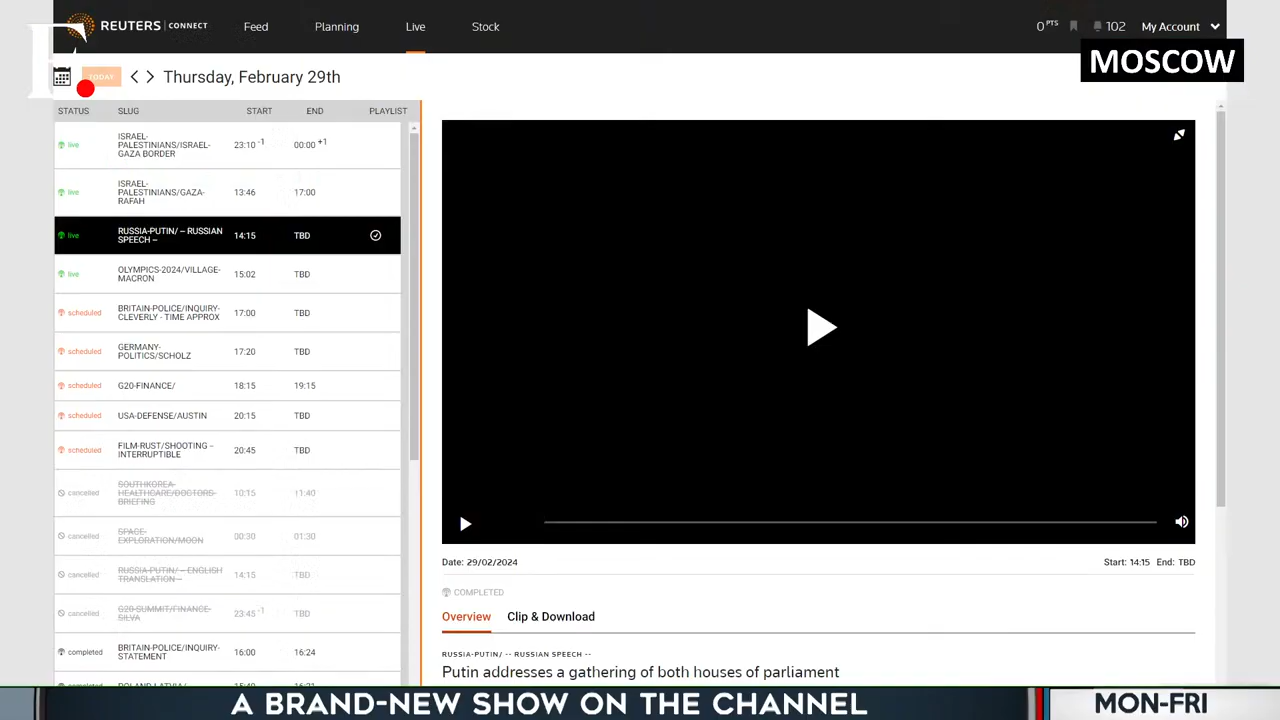 REUTERS CONNECT
Feed
Planning
Live
Stock
0 PTS
102
My Account
MOSCOW
TODAY
Thursday, February 29th
STATUS SLUG START END PLAYLIST
live
ISRAEL-
PALESTINIANS/ISRAEL-
GAZA BORDER
23:10 -1
00:00 +1
live
ISRAEL-
PALESTINIANS/GAZA-
RAFAH
13:46
17:00
live
RUSSIA-PUTIN/ -- RUSSIAN
SPEECH --
14:15
TBD
live
OLYMPICS-2024/VILLAGE-
MACRON
15:02
TBD
scheduled
BRITAIN-POLICE/INQUIRY-
CLEVERLY - TIME APPROX
17:00
TBD
scheduled
GERMANY-
POLITICS/SCHOLZ
17:20
TBD
scheduled
G20-FINANCE/
18:15
19:15
scheduled
USA-DEFENSE/AUSTIN
20:15
TBD
scheduled
FILM-RUST/SHOOTING --
INTERRUPTIBLE
20:45
TBD
cancelled
SOUTHKOREA-
HEALTHCARE/DOCTORS-
BRIEFING
10:15
11:40
cancelled
SPACE-
EXPLORATION/MOON
00:30
01:30
cancelled
RUSSIA-PUTIN/ -- ENGLISH
TRANSLATION --
14:15
TBD
cancelled
G20-SUMMIT/FINANCE-
SILVA
23:45 -1
TBD
completed
BRITAIN-POLICE/INQUIRY-
STATEMENT
16:00
16:24
Date: 29/02/2024
Start: 14:15 End: TBD
COMPLETED
Overview
Clip & Download
RUSSIA-PUTIN/ -- RUSSIAN SPEECH --
Putin addresses a gathering of both houses of parliament
A BRAND-NEW SHOW ON THE CHANNEL
MON-FRI